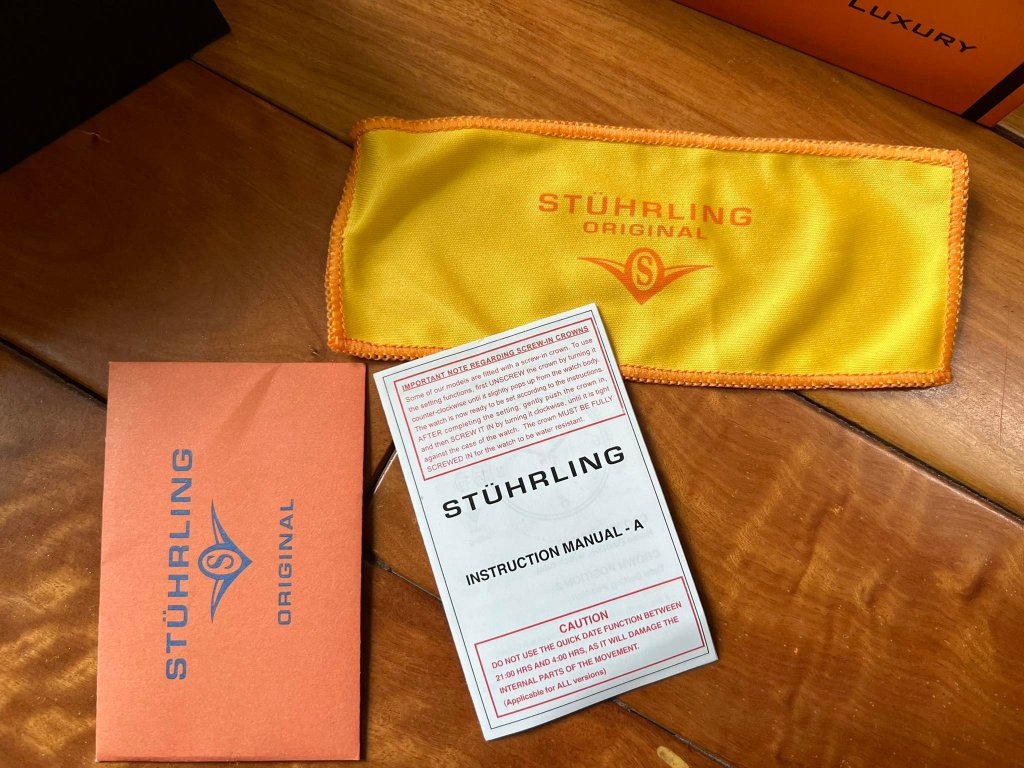 LUXURY
STÜHRLING
ORIGINAL
S
IMPORTANT NOTE REGARDING SCREW-IN CROWNS
Some of our models are fitted with a screw-in crown. To use
the setting functions, first UNSCREW the crown by turning it
counter-clockwise until it slightly pops up from the watch body.
The watch is now ready to be set according to the instructions.
AFTER completing the setting, gently push the crown in,
and then SCREW IT IN by turning it clockwise, until it is tight
against the case of the watch. The crown MUST BE FULLY
SCREWED IN for the watch to be water resistant.
STÜHRLING
INSTRUCTION MANUAL - A
CAUTION
DO NOT USE THE QUICK DATE FUNCTION BETWEEN
21:00 HRS AND 4:00 HRS, AS IT WILL DAMAGE THE
INTERNAL PARTS OF THE MOVEMENT.
(Applicable for ALL versions)
STÜHRLING
S
ORIGINAL